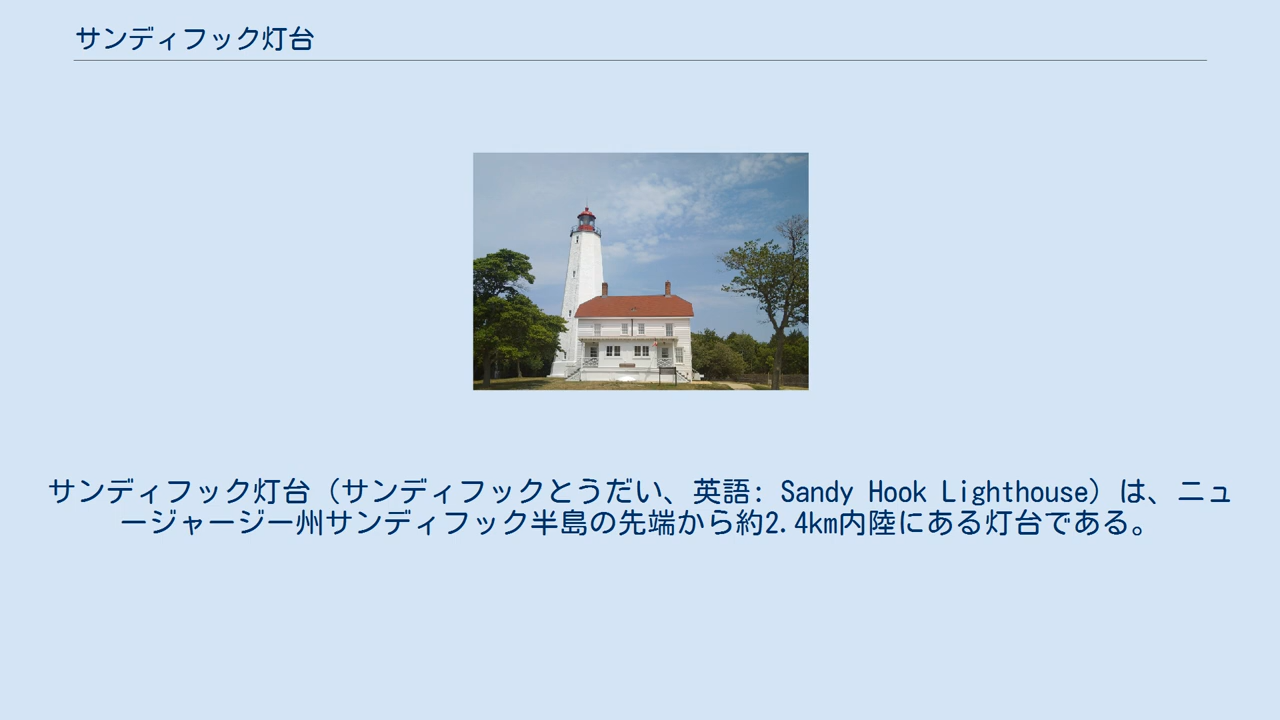 サンディフック灯台
サンディフック灯台（サンディフックとうだい、英語: Sandy Hook Lighthouse）は、ニュ
ージャージー州サンディフック半島の先端から約2.4km内陸にある灯台である。